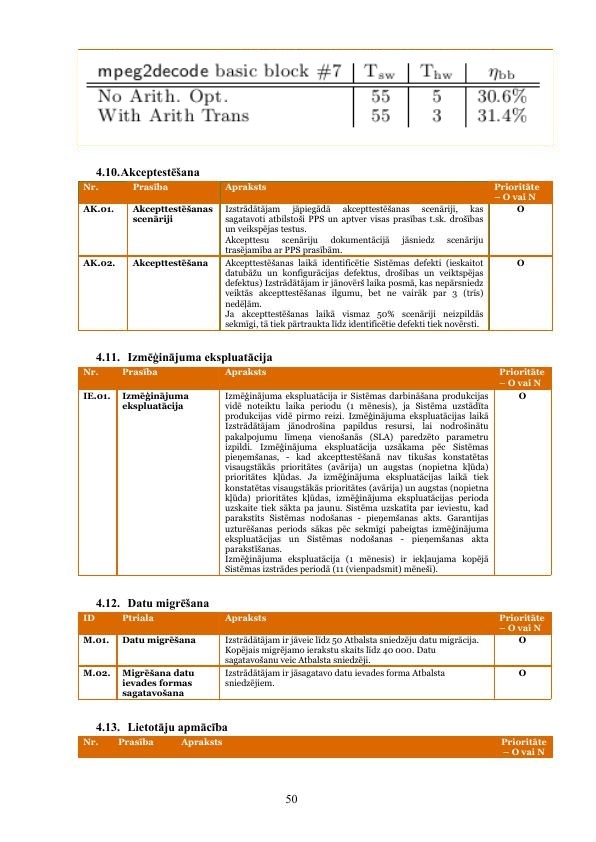 mpeg2decode basic block #7 | Tsw | Thw | ηbb
No Arith. Opt. 55 5 30.6%
With Arith Trans 55 3 31.4%
4.10.Akceptestēšana
Nr. Prasība Apraksts Prioritāte
– O vai N
AK.01. Akcepttestēšanas Izstrādātājam jāpiegādā akcepttestēšanas scenāriji, kas O
scenāriji sagatavoti atbilstoši PPS un aptver visas prasības t.sk. drošības
un veikspējas testus.
Akcepttesu scenāriju dokumentācijā jāsniedz scenāriju
trasējamība ar PPS prasībām.
AK.02. Akcepttestēšana Akcepttestēšanas laikā identificētie Sistēmas defekti (ieskaitot O
datubāžu un konfigurācijas defektus, drošības un veiktspējas
defektus) Izstrādātājam ir jānovērš laika posmā, kas nepārsniedz
veiktās akcepttestēšanas ilgumu, bet ne vairāk par 3 (trīs)
nedēļām.
Ja akcepttestēšanas laikā vismaz 50% scenāriji neizpildās
sekmīgi, tā tiek pārtraukta līdz identificētie defekti tiek novērsti.
4.11. Izmēģinājuma ekspluatācija
Nr. Prasība Apraksts Prioritāte
– O vai N
IE.01. Izmēģinājuma Izmēģinājuma ekspluatācija ir Sistēmas darbināšana produkcijas O
ekspluatācija vidē noteiktu laika periodu (1 mēnesis), ja Sistēma uzstādīta
produkcijas vidē pirmo reizi. Izmēģinājuma ekspluatācijas laikā
Izstrādātājam jānodrošina papildus resursi, lai nodrošinātu
pakalpojumu līmeņa vienošanās (SLA) paredzēto parametru
izpildi. Izmēģinājuma ekspluatācija uzsākama pēc Sistēmas
pieņemšanas, - kad akcepttestēšanā nav tikušas konstatētas
visaugstākās prioritātes (avārija) un augstas (nopietna kļūda)
prioritātes kļūdas. Ja izmēģinājuma ekspluatācijas laikā tiek
konstatētas visaugstākās prioritātes (avārija) un augstas (nopietna
kļūda) prioritātes kļūdas, izmēģinājuma ekspluatācijas perioda
uzskaite tiek sākta pa jaunu. Sistēma uzskatīta par ieviestu, kad
parakstīts Sistēmas nodošanas - pieņemšanas akts. Garantijas
uzturēšanas periods sākas pēc sekmīgi pabeigtas izmēģinājuma
ekspluatācijas un Sistēmas nodošanas - pieņemšanas akta
parakstīšanas.
Izmēģinājuma ekspluatācija (1 mēnesis) ir iekļaujama kopējā
Sistēmas izstrādes periodā (11 (vienpadsmit) mēneši).
4.12. Datu migrēšana
ID Ptriala Apraksts Prioritāte
– O vai N
M.01. Datu migrēšana Izstrādātājam ir jāveic līdz 50 Atbalsta sniedzēju datu migrācija. O
Kopējais migrējamo ierakstu skaits līdz 40 000. Datu
sagatavošanu veic Atbalsta sniedzēji.
M.02. Migrēšana datu Izstrādātājam ir jāsagatavo datu ievades forma Atbalsta O
ievades formas sniedzējiem.
sagatavošana
4.13. Lietotāju apmācība
Nr. Prasība Apraksts Prioritāte
– O vai N
50